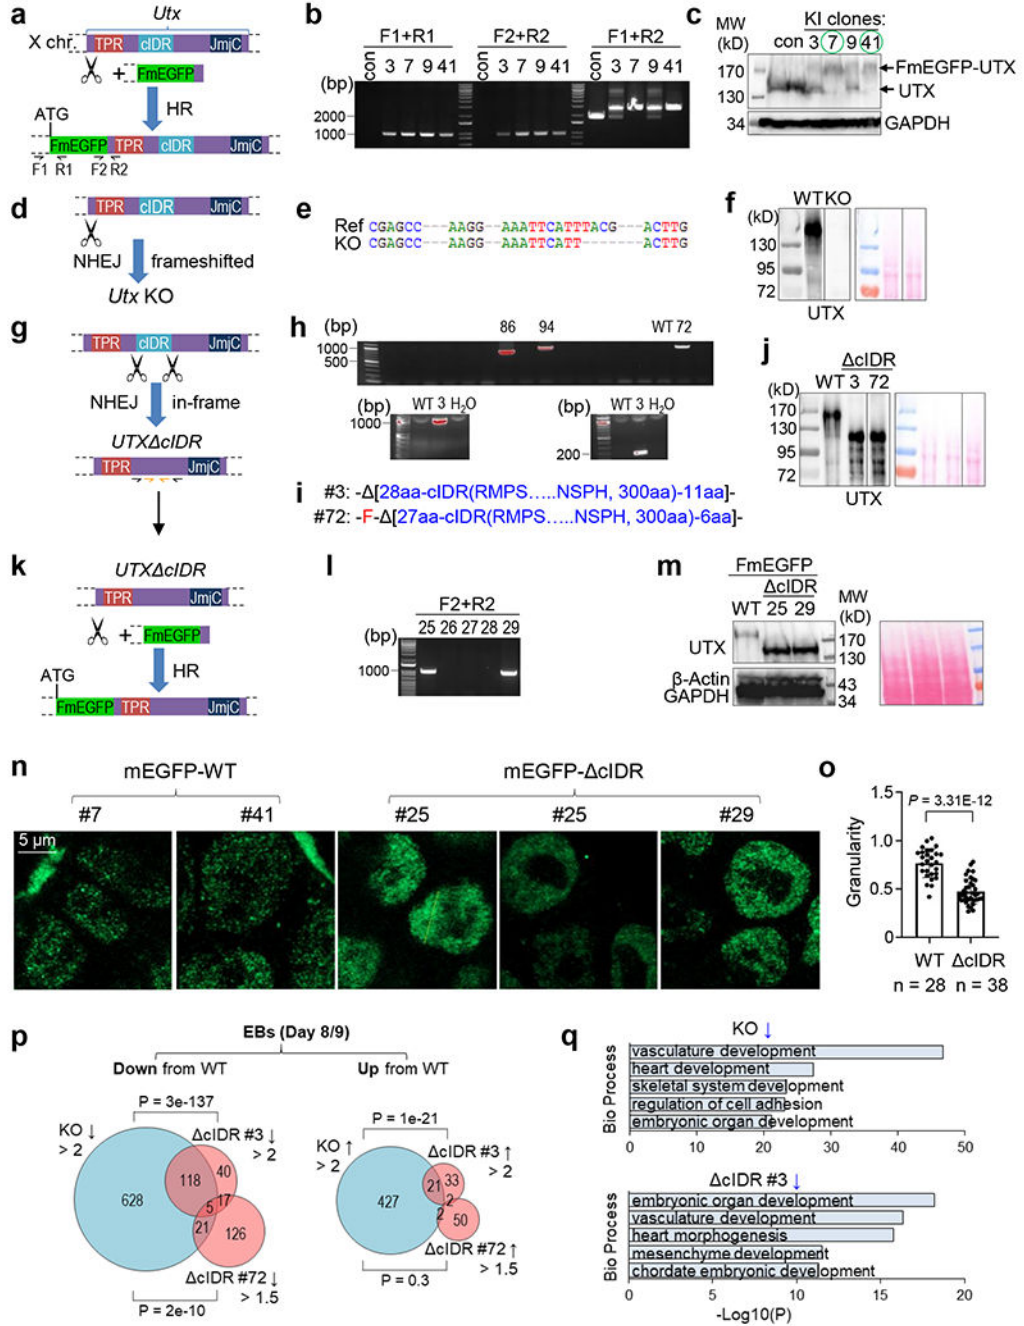 a
Utx
X chr.
TPR
cIDR
JmjC
+
FmEGFP
HR
ATG
FmEGFP TPR cIDR JmjC
F1 R1 F2 R2
b
F1+R1 F2+R2 F1+R2
con 3 7 9 41 con 3 7 9 41 con 3 7 9 41
(bp)
2000
1000
c
MW
(kD)
KI clones:
con 3 7 9 41
170
130
FmEGFP-UTX
UTX
34
GAPDH
d
TPR cIDR JmjC
NHEJ frameshifted
Utx KO
e
Ref CGAGCC--AAGG-AAATTCATTTACG--ACTTG
KO CGAGCC--AAGG-AAATTCATT------ACTTG
f
(kD)
WT KO
130
95
72
UTX
g
TPR cIDR JmjC
NHEJ in-frame
UTXΔcIDR
TPR JmjC
h
(bp) 86 94 WT 72
1000
500
(bp) WT 3 H2O
1000
(bp) WT 3 H2O
200
i
#3: -Δ[28aa-cIDR(RMPS.....NSPH, 300aa)-11aa]-
#72: -F-Δ[27aa-cIDR(RMPS.....NSPH, 300aa)-6aa]-
j
ΔcIDR
(kD) WT 3 72
170
130
95
72
UTX
k
UTXΔcIDR
TPR JmjC
+
FmEGFP
HR
ATG
FmEGFP TPR JmjC
l
F2+R2
25 26 27 28 29
(bp)
1000
m
FmEGFP
ΔcIDR
WT 25 29
MW
(kD)
UTX
170
130
β-Actin
GAPDH
43
34
n
mEGFP-WT mEGFP-ΔcIDR
#7 #41 #25 #25 #29
5 µm
o
P = 3.31E-12
Granularity
1.5
1.0
0.5
0
WT ΔcIDR
n = 28 n = 38
p
EBs (Day 8/9)
Down from WT Up from WT
P = 3e-137
KO ↓
> 2
ΔcIDR #3 ↓
> 2
628
118
40
5
17
21
126
ΔcIDR #72 ↓
> 1.5
P = 2e-10
P = 1e-21
KO ↑
> 2
ΔcIDR #3 ↑
> 2
427
21
33
2
2
50
ΔcIDR #72 ↑
> 1.5
P = 0.3
q
KO ↓
Bio Process
vasculature development
heart development
skeletal system development
regulation of cell adhesion
embryonic organ development
0 10 20 30 40 50
ΔcIDR #3 ↓
Bio Process
embryonic organ development
vasculature development
heart morphogenesis
mesenchyme development
chordate embryonic development
0 5 10 15 20
-Log10(P)